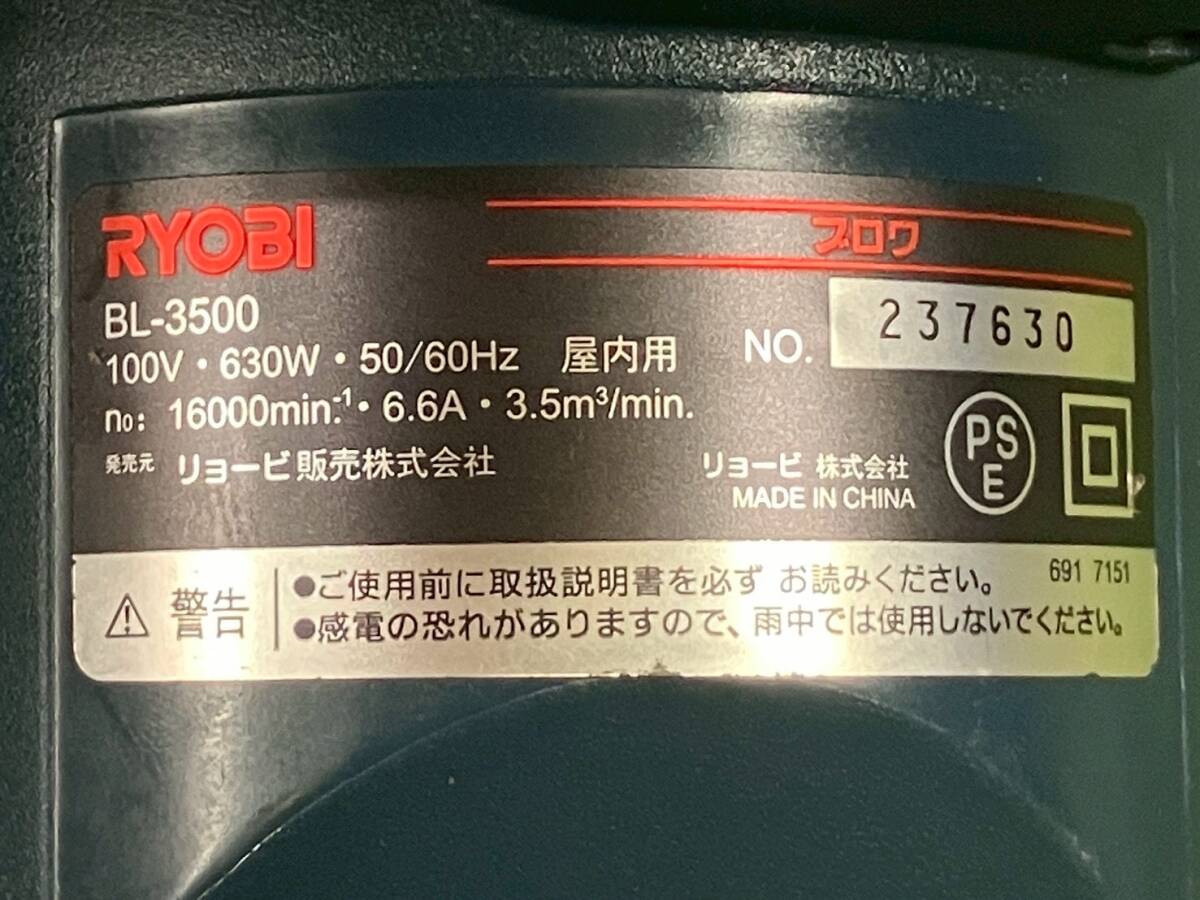 RYOBI
ブロワ
BL-3500
NO. 237630
100V・630W・50/60Hz 屋内用
n₀: 16000min.⁻¹・6.6A・3.5m³/min.
発売元 リョービ販売株式会社
リョービ 株式会社
MADE IN CHINA
PS
E
警告
●ご使用前に取扱説明書を必ず お読みください。
691 7151
●感電の恐れがありますので、雨中では使用しないでください。